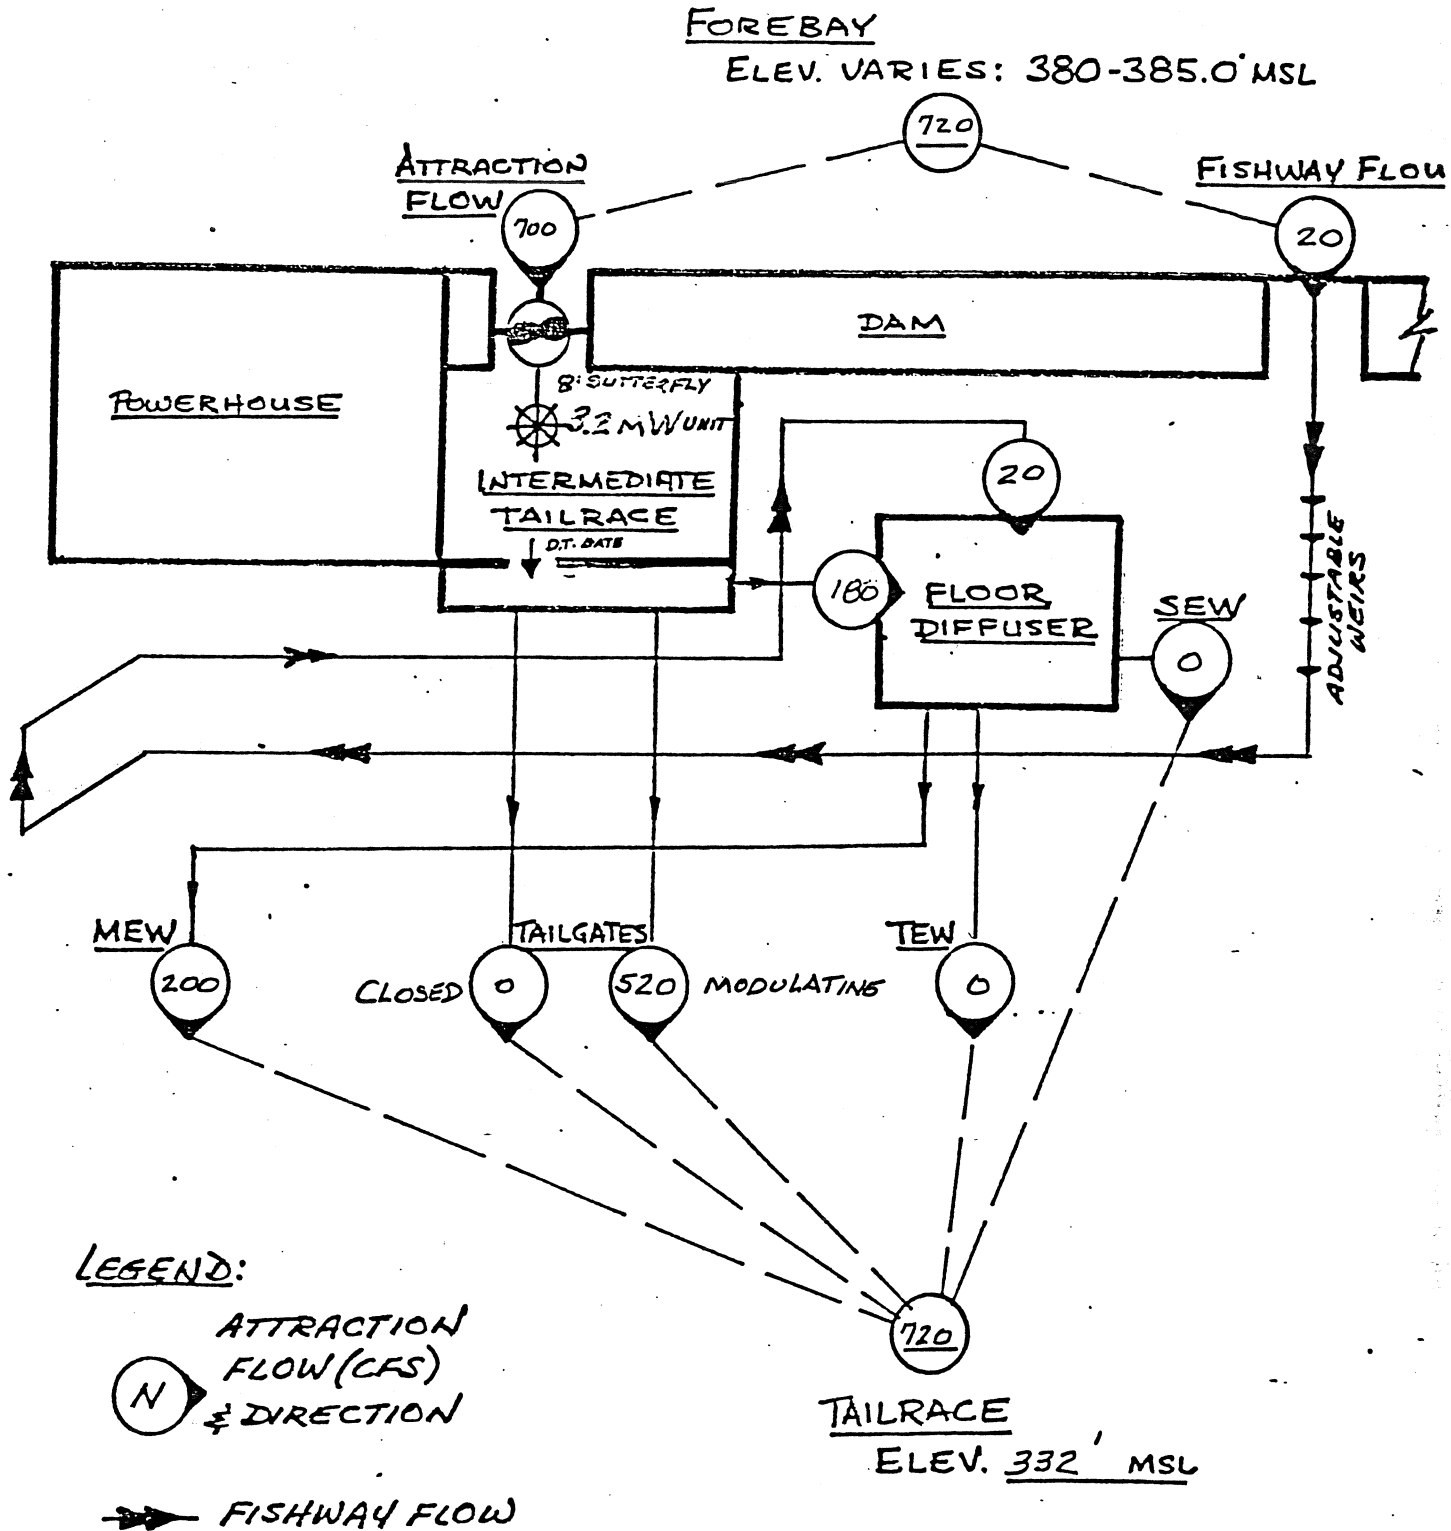 FOREBAY
ELEV. VARIES: 380-385.0' MSL
720
ATTRACTION
FLOW
700
FISHWAY FLOW
20
DAM
POWERHOUSE
8' BUTTERFLY
3.2 MW UNIT
INTERMEDIATE
TAILRACE
D.T. GATE
20
180
FLOOR
DIFFUSER
SEW
0
ADJUSTABLE
WEIRS
MEW
200
TAILGATES
CLOSED
0
520
MODULATING
TEW
0
LEGEND:
N
ATTRACTION
FLOW (CFS)
& DIRECTION
FISHWAY FLOW
720
TAILRACE
ELEV. 332' MSL